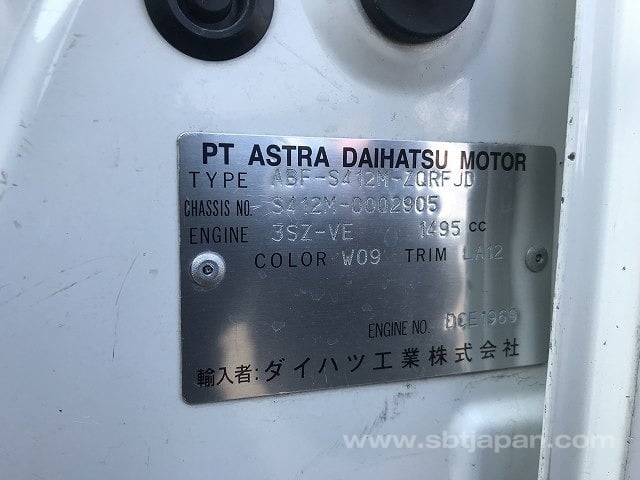 PT ASTRA DAIHATSU MOTOR
TYPE ABF-S412M-ZQRFJD
CHASSIS NO. S412M-0002905
ENGINE 3SZ-VE 1495 cc
COLOR W09 TRIM LA12
ENGINE NO. DCE1969
輸入者:ダイハツ工業株式会社
www.sbtjapan.com